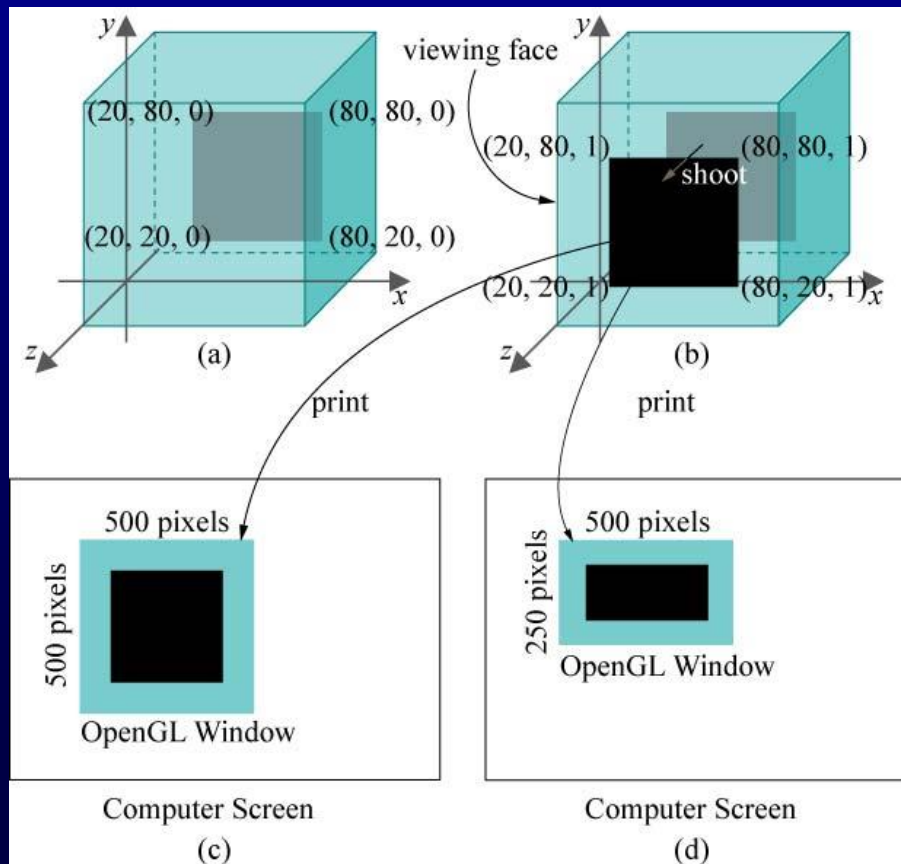 y
(20, 80, 0)
(80, 80, 0)
(20, 20, 0)
(80, 20, 0)
x
z
(a)
viewing face
y
(20, 80, 1)
(80, 80, 1)
shoot
(20, 20, 1)
(80, 20, 1)
x
z
(b)
print
print
500 pixels
500 pixels
OpenGL Window
Computer Screen
(c)
500 pixels
250 pixels
OpenGL Window
Computer Screen
(d)